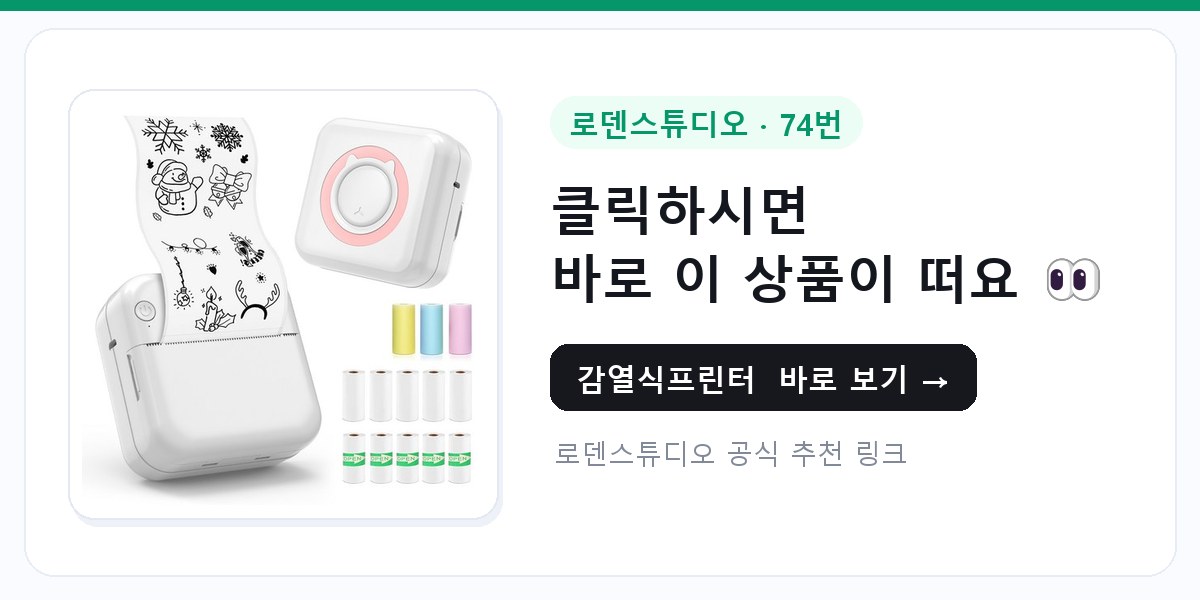 로덴스튜디오 · 74번
클릭하시면
바로 이 상품이 떠요 👀
감열식프린터 바로 보기 →
로덴스튜디오 공식 추천 링크